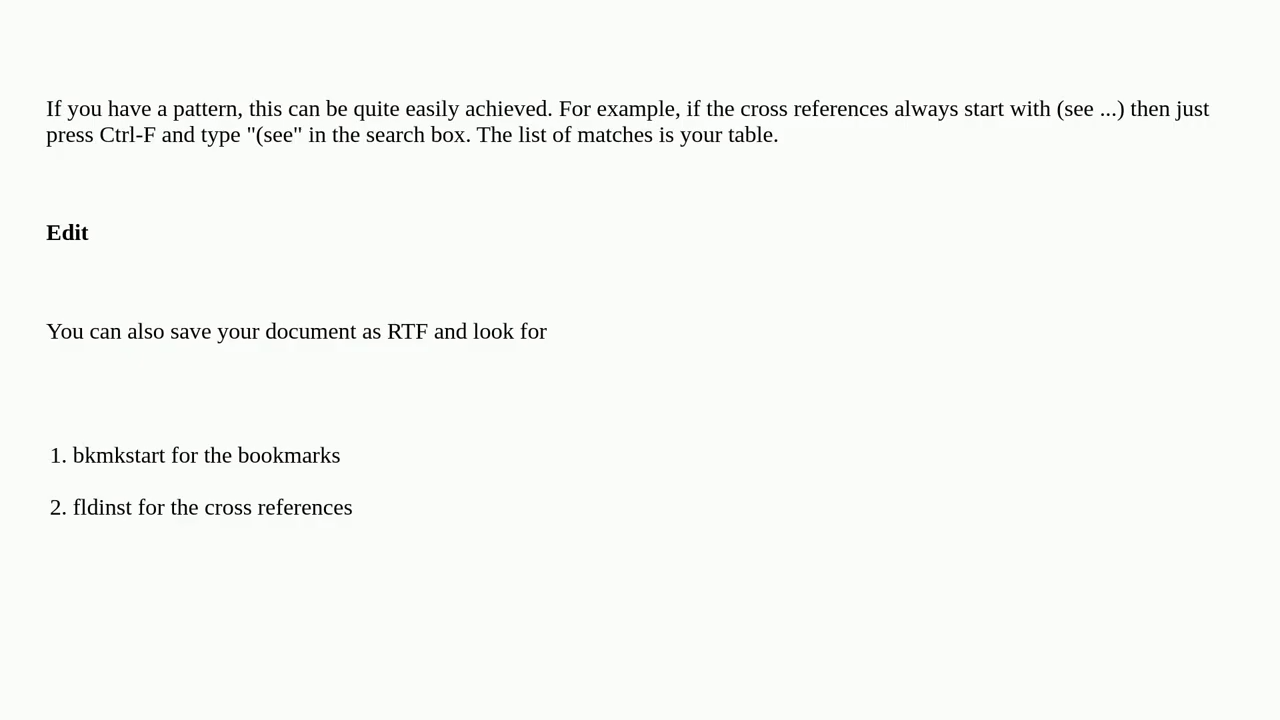 If you have a pattern, this can be quite easily achieved. For example, if the cross references always start with (see ...) then just
press Ctrl-F and type "(see" in the search box. The list of matches is your table.
Edit
You can also save your document as RTF and look for
1. bkmkstart for the bookmarks
2. fldinst for the cross references